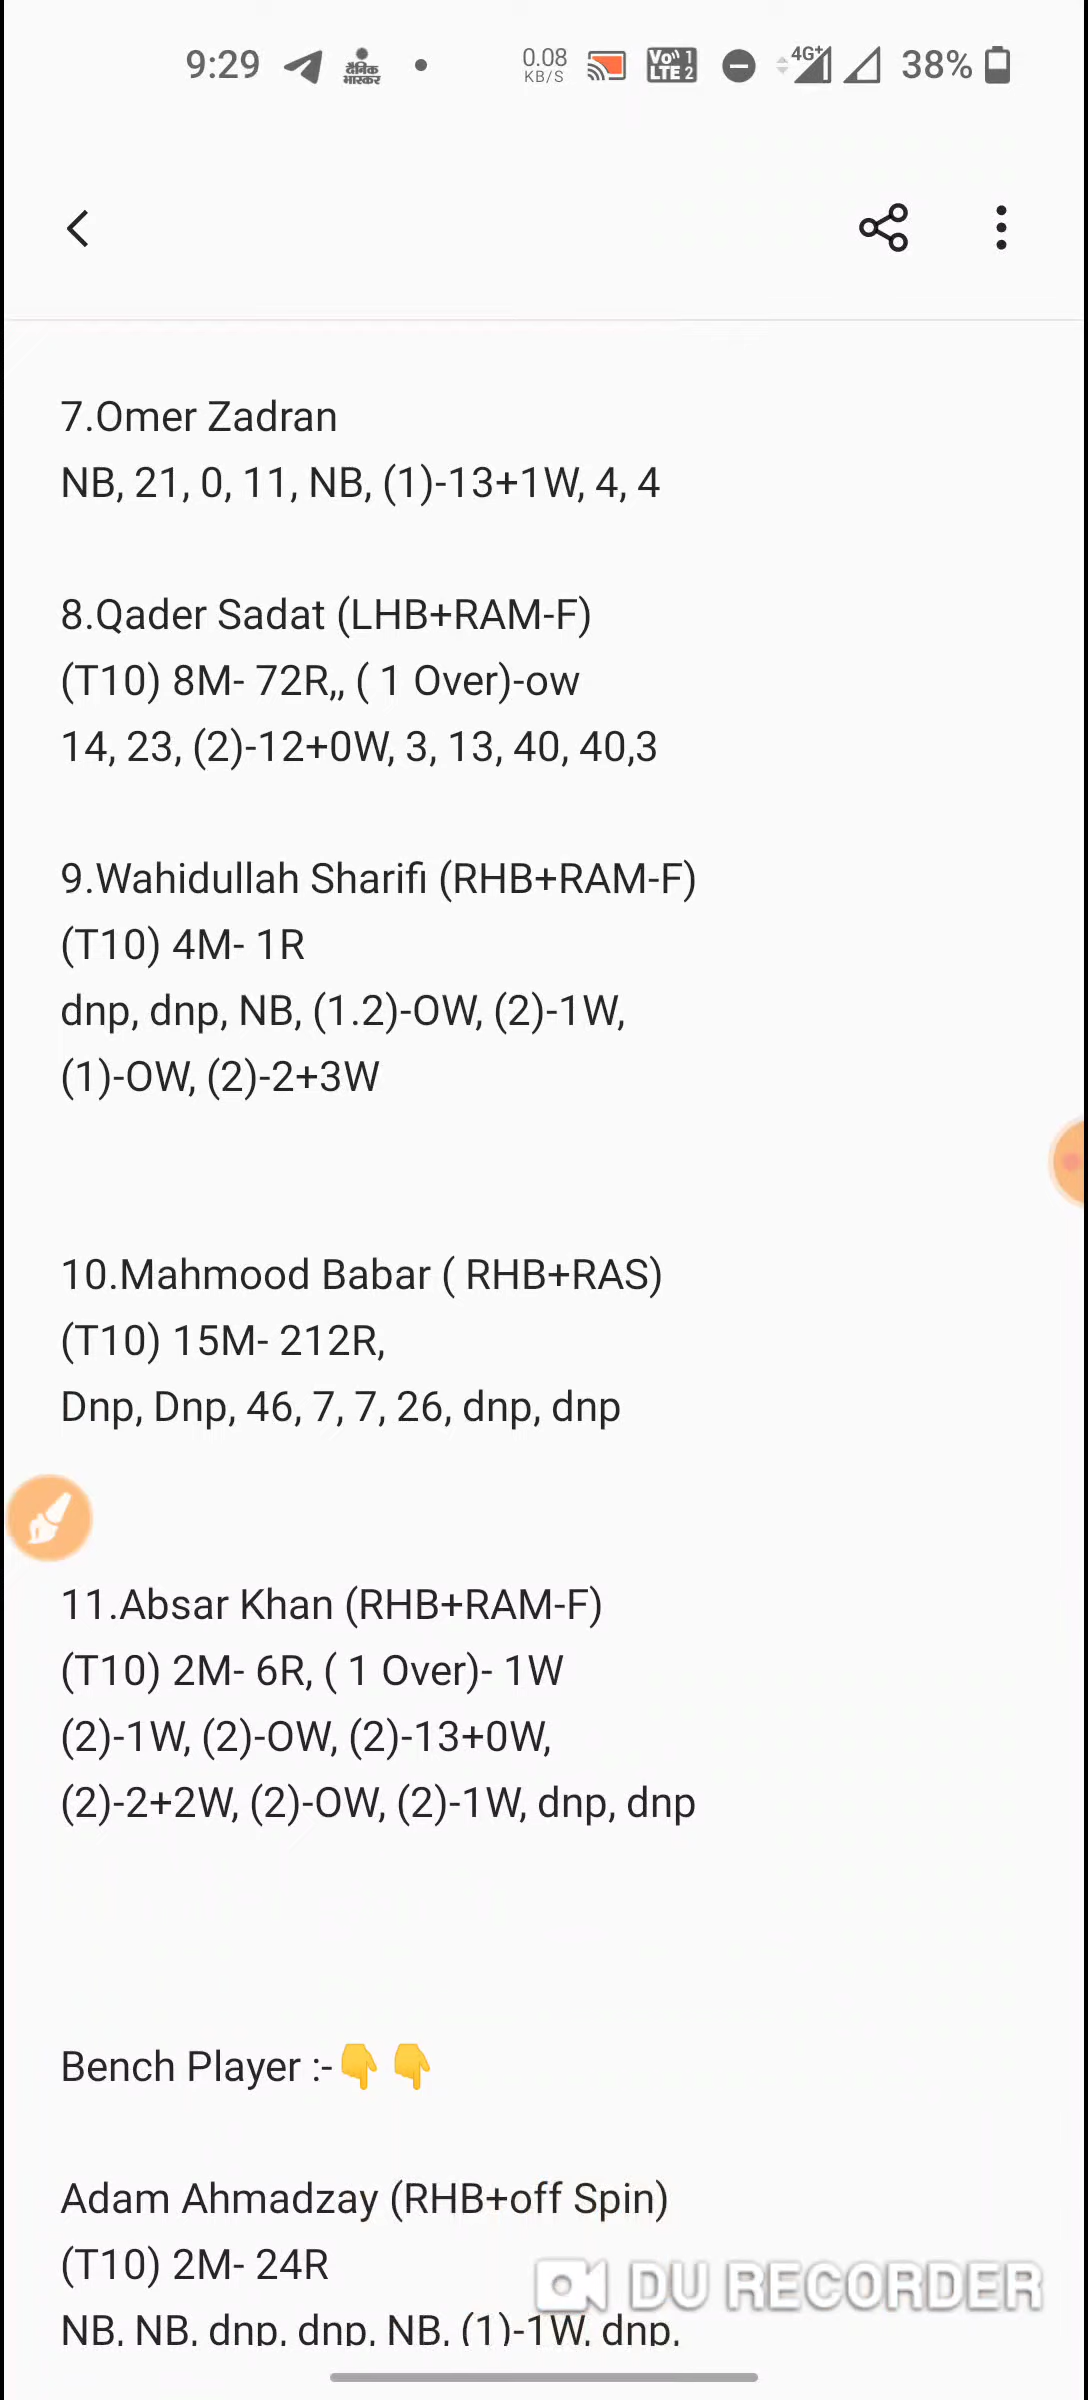 9:29
दैनिक
भास्कर
0.08
KB/S
Vo 1
LTE 2
4G+
38%
7.Omer Zadran
NB, 21, 0, 11, NB, (1)-13+1W, 4, 4
8.Qader Sadat (LHB+RAM-F)
(T10) 8M- 72R,, ( 1 Over)-ow
14, 23, (2)-12+0W, 3, 13, 40, 40,3
9.Wahidullah Sharifi (RHB+RAM-F)
(T10) 4M- 1R
dnp, dnp, NB, (1.2)-OW, (2)-1W,
(1)-OW, (2)-2+3W
10.Mahmood Babar ( RHB+RAS)
(T10) 15M- 212R,
Dnp, Dnp, 46, 7, 7, 26, dnp, dnp
11.Absar Khan (RHB+RAM-F)
(T10) 2M- 6R, ( 1 Over)- 1W
(2)-1W, (2)-OW, (2)-13+0W,
(2)-2+2W, (2)-OW, (2)-1W, dnp, dnp
Bench Player :-👇👇
Adam Ahmadzay (RHB+off Spin)
(T10) 2M- 24R
DU RECORDER
NB, NB, dnp, dnp, NB, (1)-1W, dnp,